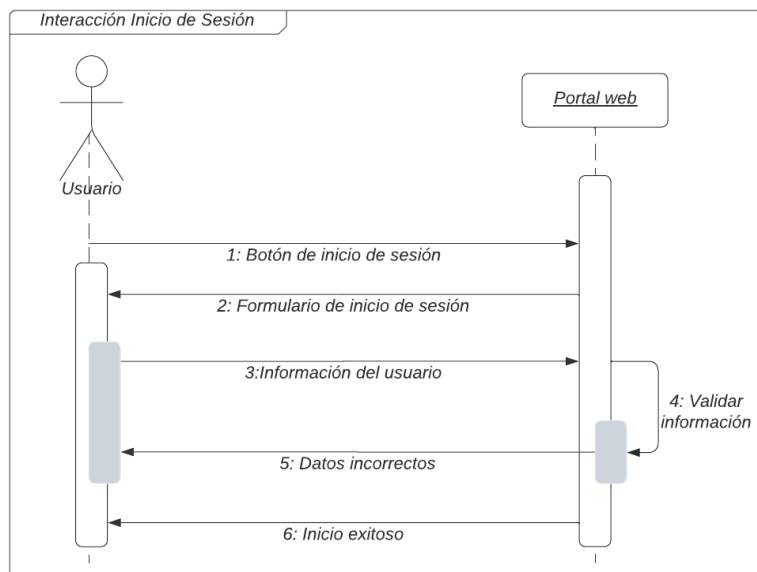 Interacción Inicio de Sesión
Portal web
Usuario
1: Botón de inicio de sesión
2: Formulario de inicio de sesión
3:Información del usuario
4: Validar
información
5: Datos incorrectos
6: Inicio exitoso